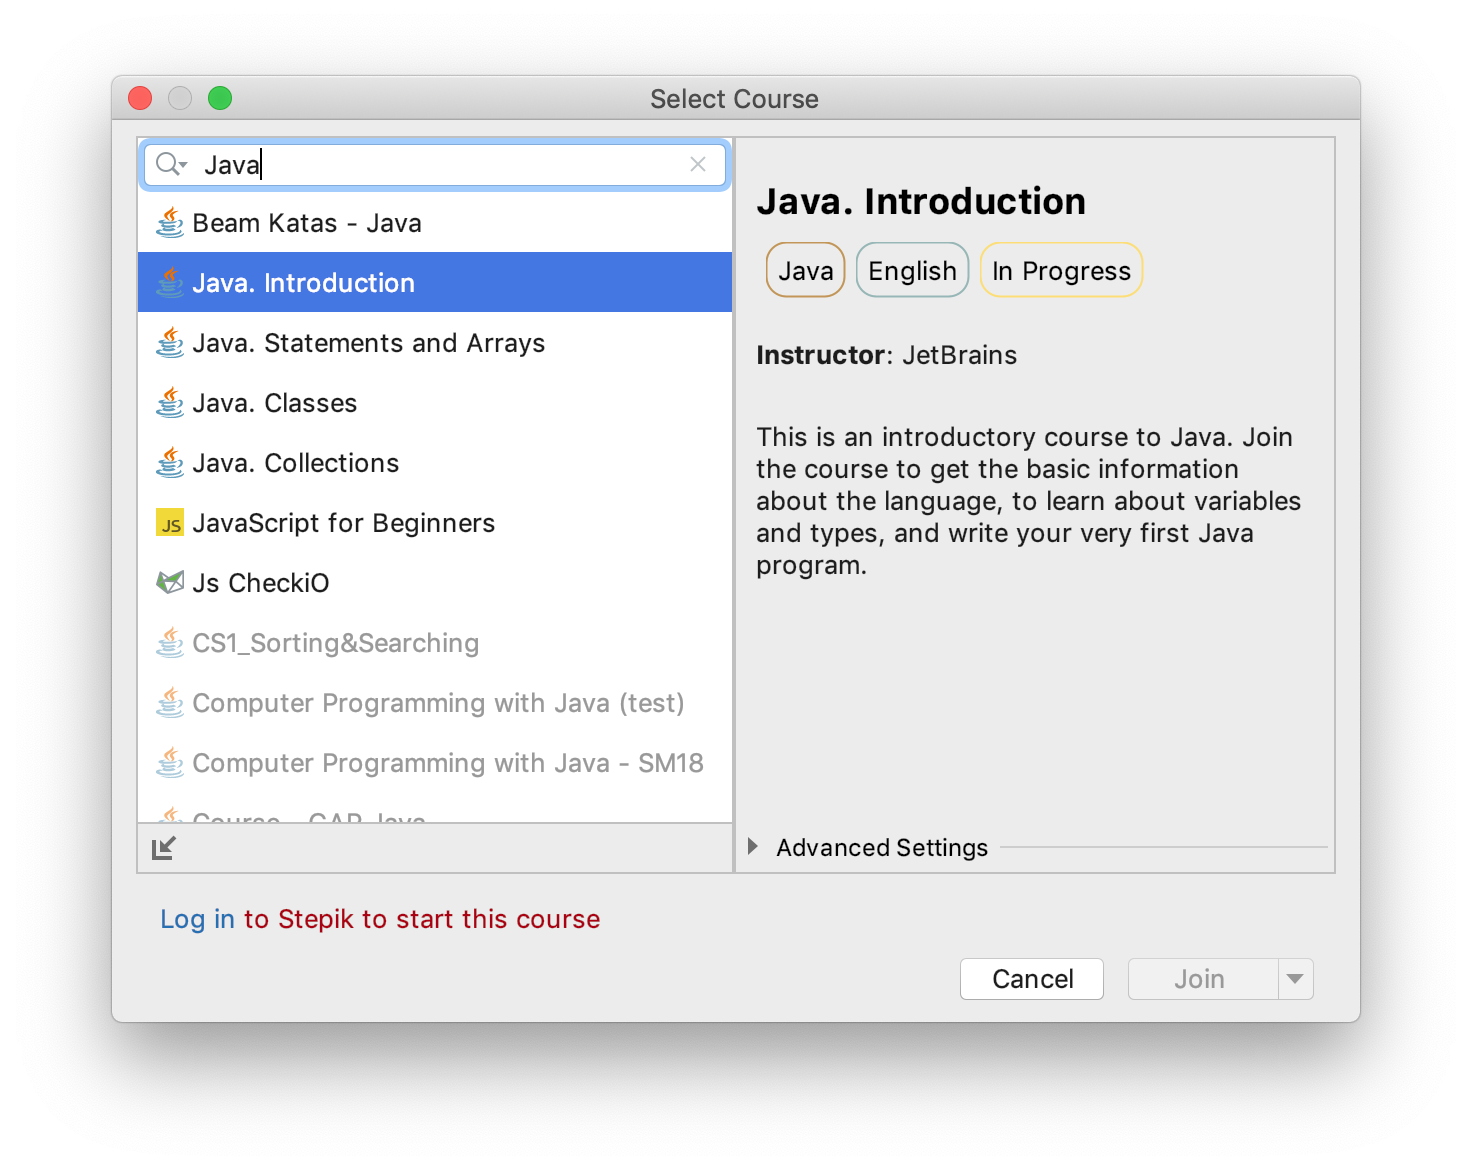 Select Course
Java
Beam Katas - Java
Java. Introduction
Java. Statements and Arrays
Java. Classes
Java. Collections
JS JavaScript for Beginners
Js CheckiO
CS1_Sorting&Searching
Computer Programming with Java (test)
Computer Programming with Java - SM18
Java. Introduction
Java English In Progress
Instructor: JetBrains
This is an introductory course to Java. Join
the course to get the basic information
about the language, to learn about variables
and types, and write your very first Java
program.
Advanced Settings
Log in to Stepik to start this course
Cancel Join